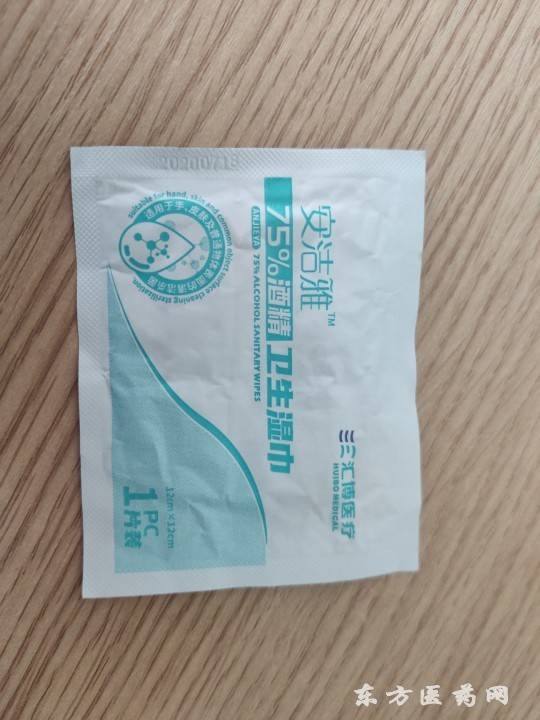 20200718
suitable for hand, skin and common object surface cleaning sterilization
适用于手、皮肤及普通物体表面的清洁杀菌
安洁雅™
75%酒精卫生湿巾
ANJIEYA 75% ALCOHOL SANITARY WIPES
汇博医疗
HUIBO MEDICAL
12cm×12cm
1PC
片装
东方医药网